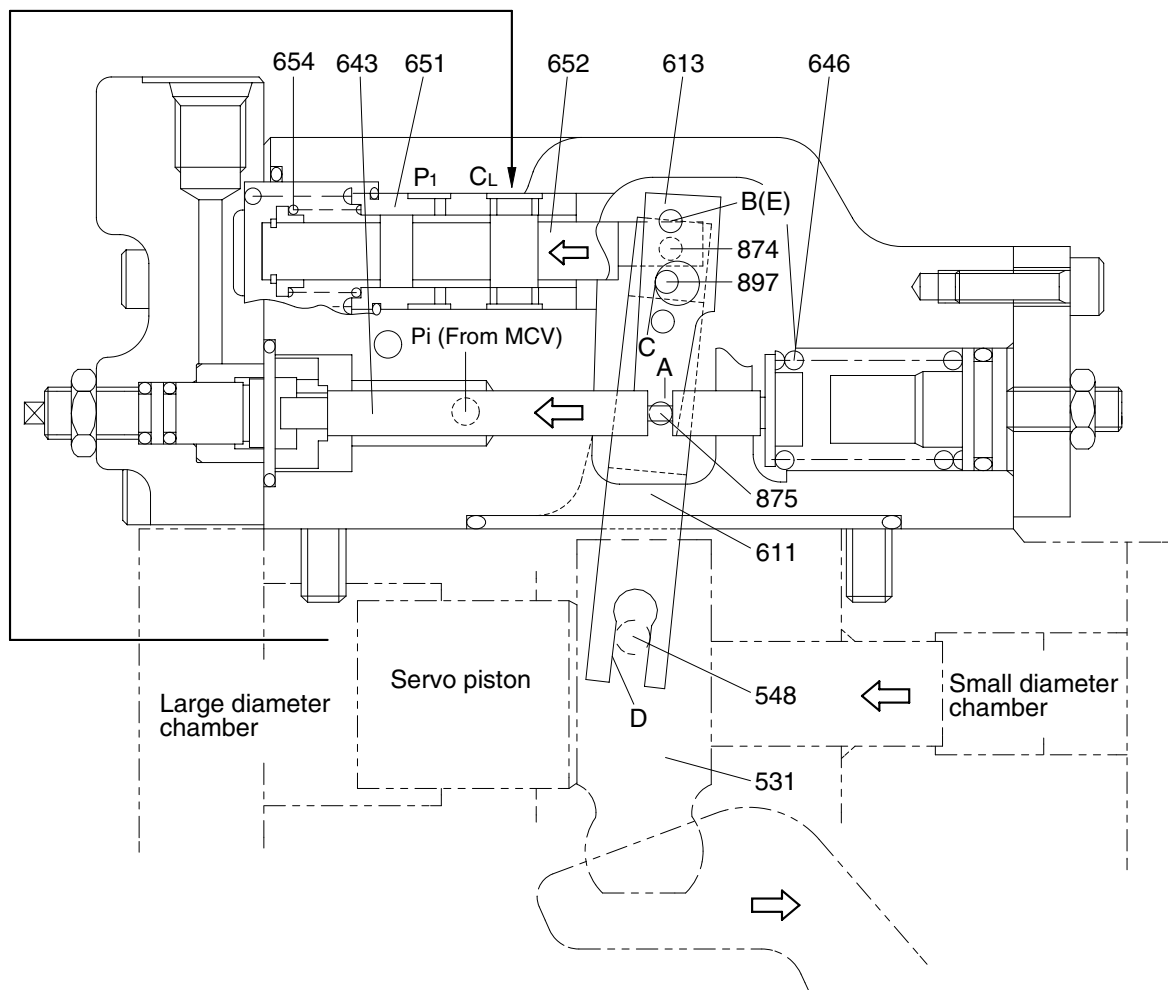 654
643
651
652
613
646
P1
CL
B(E)
874
897
Pi (From MCV)
C
A
875
611
Servo piston
Large diameter
chamber
D
548
Small diameter
chamber
531